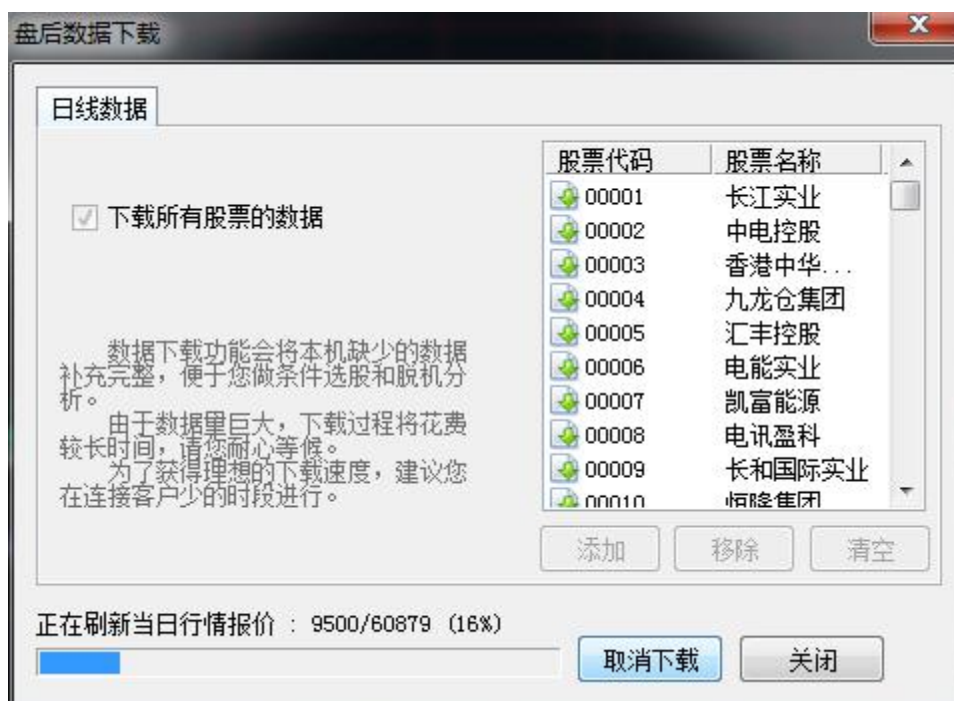 盘后数据下载
日线数据
下载所有股票的数据
数据下载功能会将本机缺少的数据
补充完整，便于您做条件选股和脱机分
析。
由于数据量巨大，下载过程将花费
较长时间，请您耐心等候。
为了获得理想的下载速度，建议您
在连接客户少的时段进行。
股票代码 股票名称
00001 长江实业
00002 中电控股
00003 香港中华...
00004 九龙仓集团
00005 汇丰控股
00006 电能实业
00007 凯富能源
00008 电讯盈科
00009 长和国际实业
00010 恒隆集团
添加 移除 清空
正在刷新当日行情报价 : 9500/60879 (16%)
取消下载 关闭